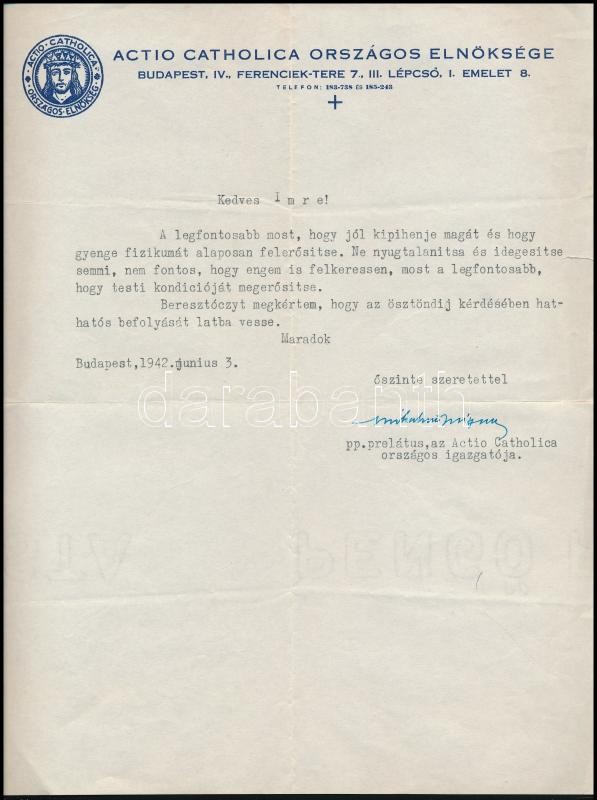 ACTIO · CATHOLICA
· ORSZÁGOS · ELNÖKSÉG ·
ACTIO CATHOLICA ORSZÁGOS ELNÖKSÉGE
BUDAPEST, IV., FERENCIEK-TERE 7., III. LÉPCSŐ, I. EMELET 8.
TELEFON: 183-738 ÉS 185-243
Kedves I m r e!
A legfontosabb most, hogy jól kipihenje magát és hogy
gyenge fizikumát alaposan felerősitse. Ne nyugtalanitsa és idegesitse
semmi, nem fontos, hogy engem is felkeressen, most a legfontosabb,
hogy testi kondicióját megerősitse.
Beresztóczyt megkértem, hogy az ösztöndij kérdésében hat-
hatós befolyását latba vesse.
Maradok
Budapest,1942.junius 3.
őszinte szeretettel
darabanth
pp.prelátus,az Actio Catholica
országos igazgatója.